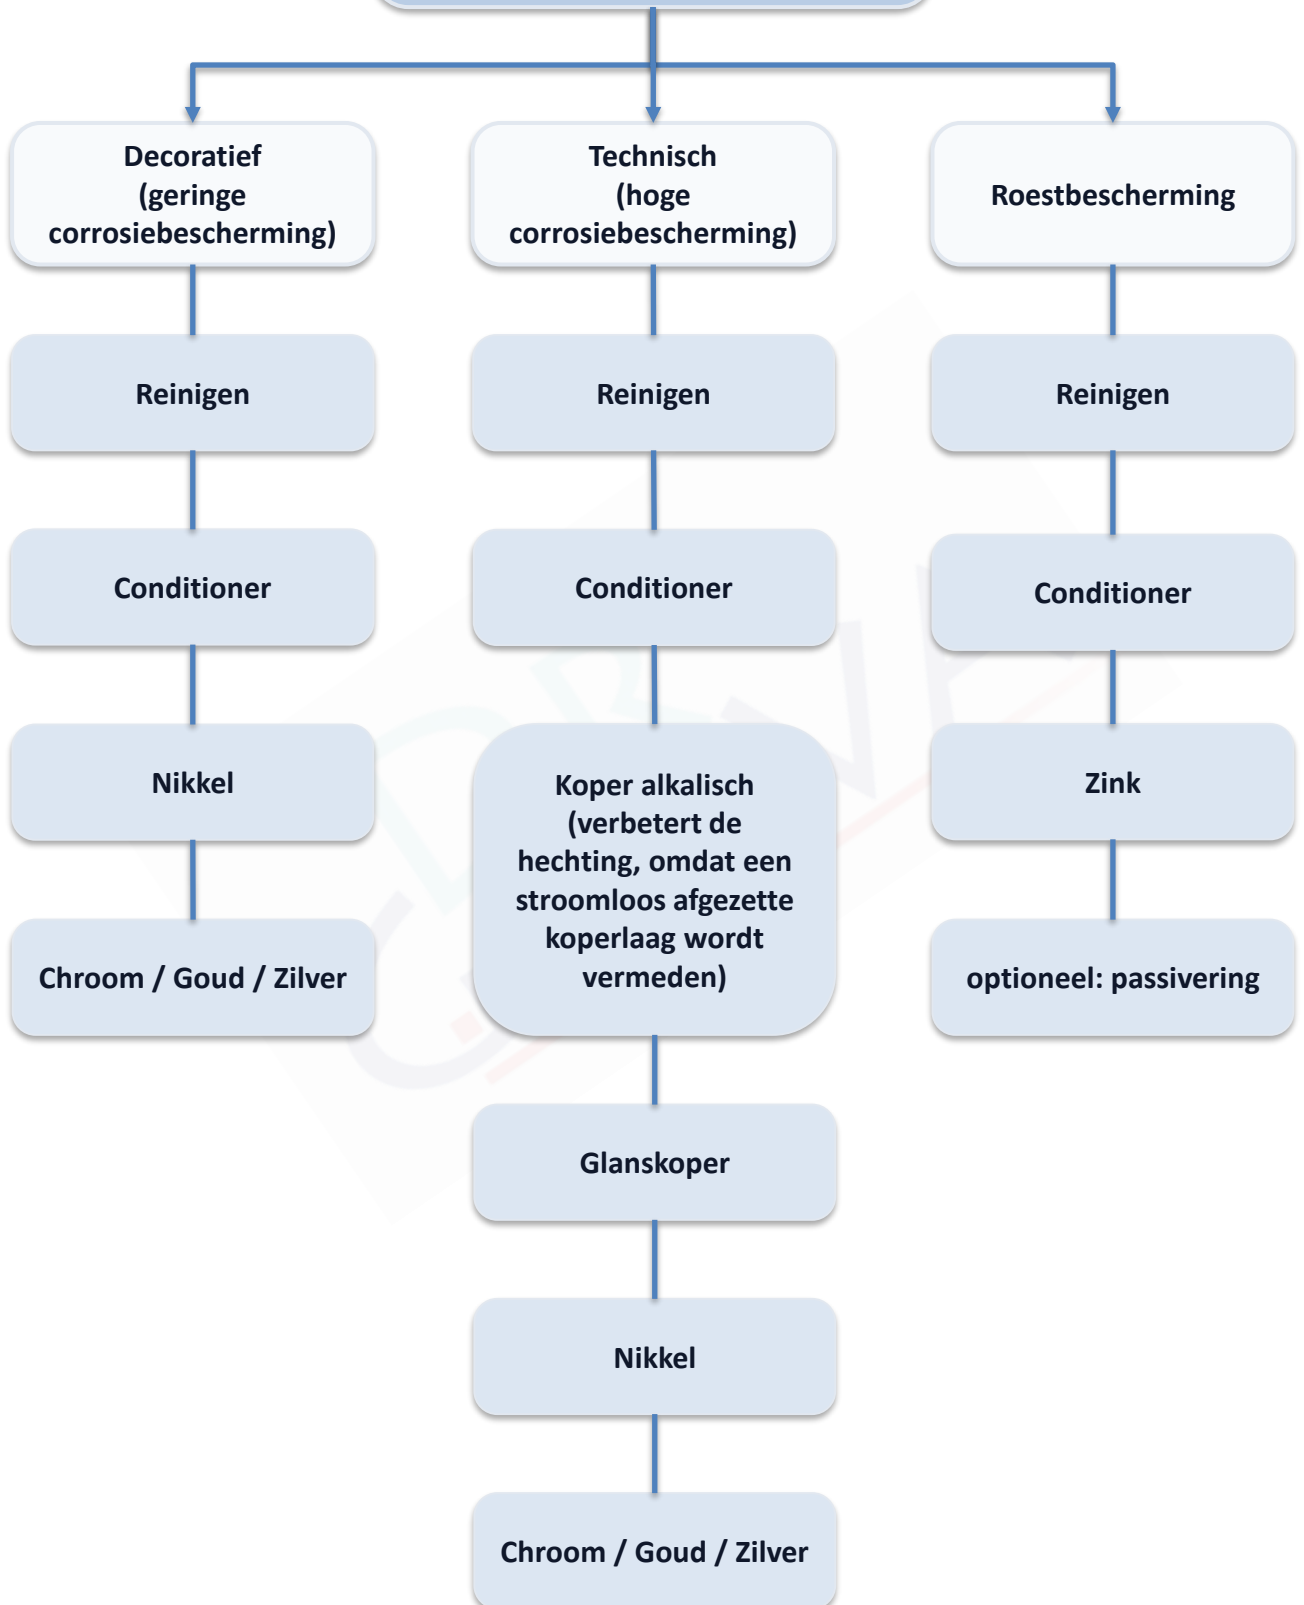 Decoratief
(geringe
corrosiebescherming)
Reinigen
Conditioner
Nikkel
Chroom / Goud / Zilver
Technisch
(hoge
corrosiebescherming)
Reinigen
Conditioner
Koper alkalisch
(verbetert de
hechting, omdat een
stroomloos afgezette
koperlaag wordt
vermeden)
Glanskoper
Nikkel
Chroom / Goud / Zilver
Roestbescherming
Reinigen
Conditioner
Zink
optioneel: passivering